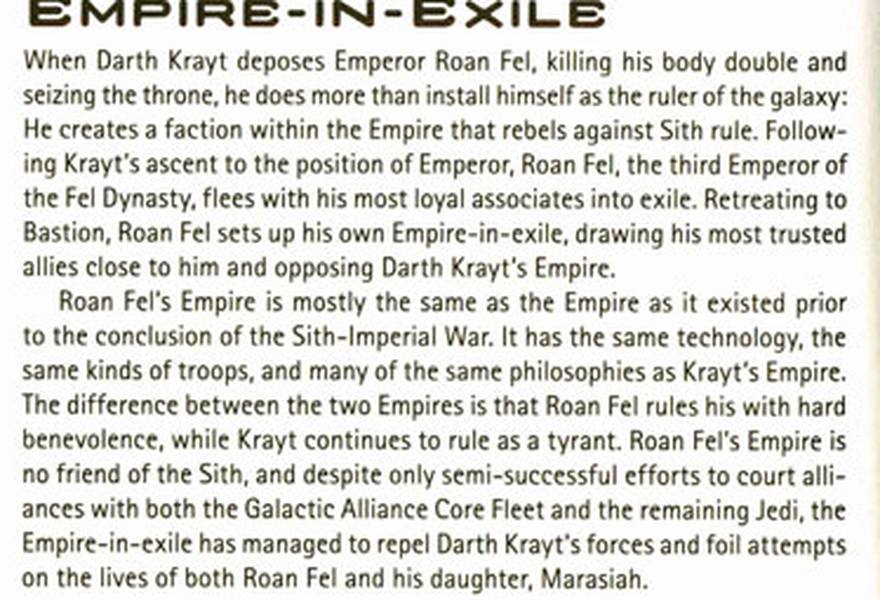 EMPIRE-IN-EXILE
When Darth Krayt deposes Emperor Roan Fel, killing his body double and
seizing the throne, he does more than install himself as the ruler of the galaxy:
He creates a faction within the Empire that rebels against Sith rule. Follow-
ing Krayt's ascent to the position of Emperor, Roan Fel, the third Emperor of
the Fel Dynasty, flees with his most loyal associates into exile. Retreating to
Bastion, Roan Fel sets up his own Empire-in-exile, drawing his most trusted
allies close to him and opposing Darth Krayt's Empire.
Roan Fel's Empire is mostly the same as the Empire as it existed prior
to the conclusion of the Sith-Imperial War. It has the same technology, the
same kinds of troops, and many of the same philosophies as Krayt's Empire.
The difference between the two Empires is that Roan Fel rules his with hard
benevolence, while Krayt continues to rule as a tyrant. Roan Fel's Empire is
no friend of the Sith, and despite only semi-successful efforts to court alli-
ances with both the Galactic Alliance Core Fleet and the remaining Jedi, the
Empire-in-exile has managed to repel Darth Krayt's forces and foil attempts
on the lives of both Roan Fel and his daughter, Marasiah.